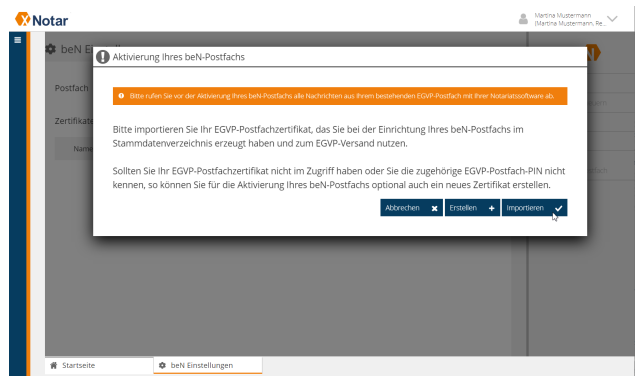 XNotar
Martina Mustermann
(Martina Mustermann, Re...
beN E
Aktivierung Ihres beN-Postfachs
Postfach
Bitte rufen Sie vor der Aktivierung Ihres beN-Postfachs alle Nachrichten aus Ihrem bestehenden EGVP-Postfach mit Ihrer Notariatssoftware ab.
Zertifikate
Name
Bitte importieren Sie Ihr EGVP-Postfachzertifikat, das Sie bei der Einrichtung Ihres beN-Postfachs im
Stammdatenverzeichnis erzeugt haben und zum EGVP-Versand nutzen.
Sollten Sie Ihr EGVP-Postfachzertifikat nicht im Zugriff haben oder Sie die zugehörige EGVP-Postfach-PIN nicht
kennen, so können Sie für die Aktivierung Ihres beN-Postfachs optional auch ein neues Zertifikat erstellen.
Abbrechen Erstellen Importieren
Startseite beN Einstellungen